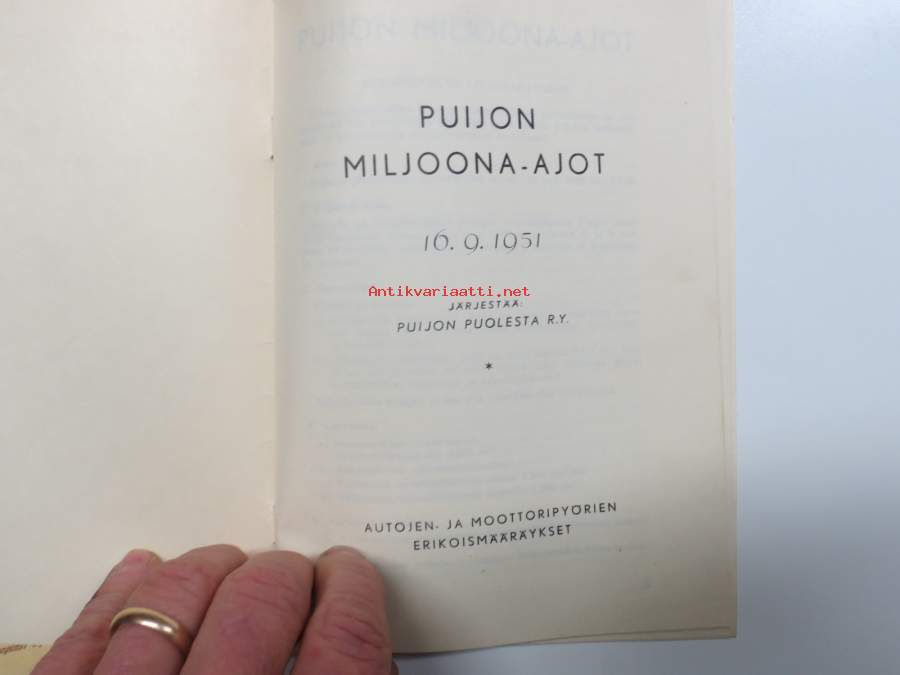 PUIJON
MILJOONA-AJOT
16. 9. 1951
Antikvariaatti.net
JÄRJESTÄÄ:
PUIJON PUOLESTA R.Y.
*
AUTOJEN- JA MOOTTORIPYÖRIEN
ERIKOISMÄÄRÄYKSET